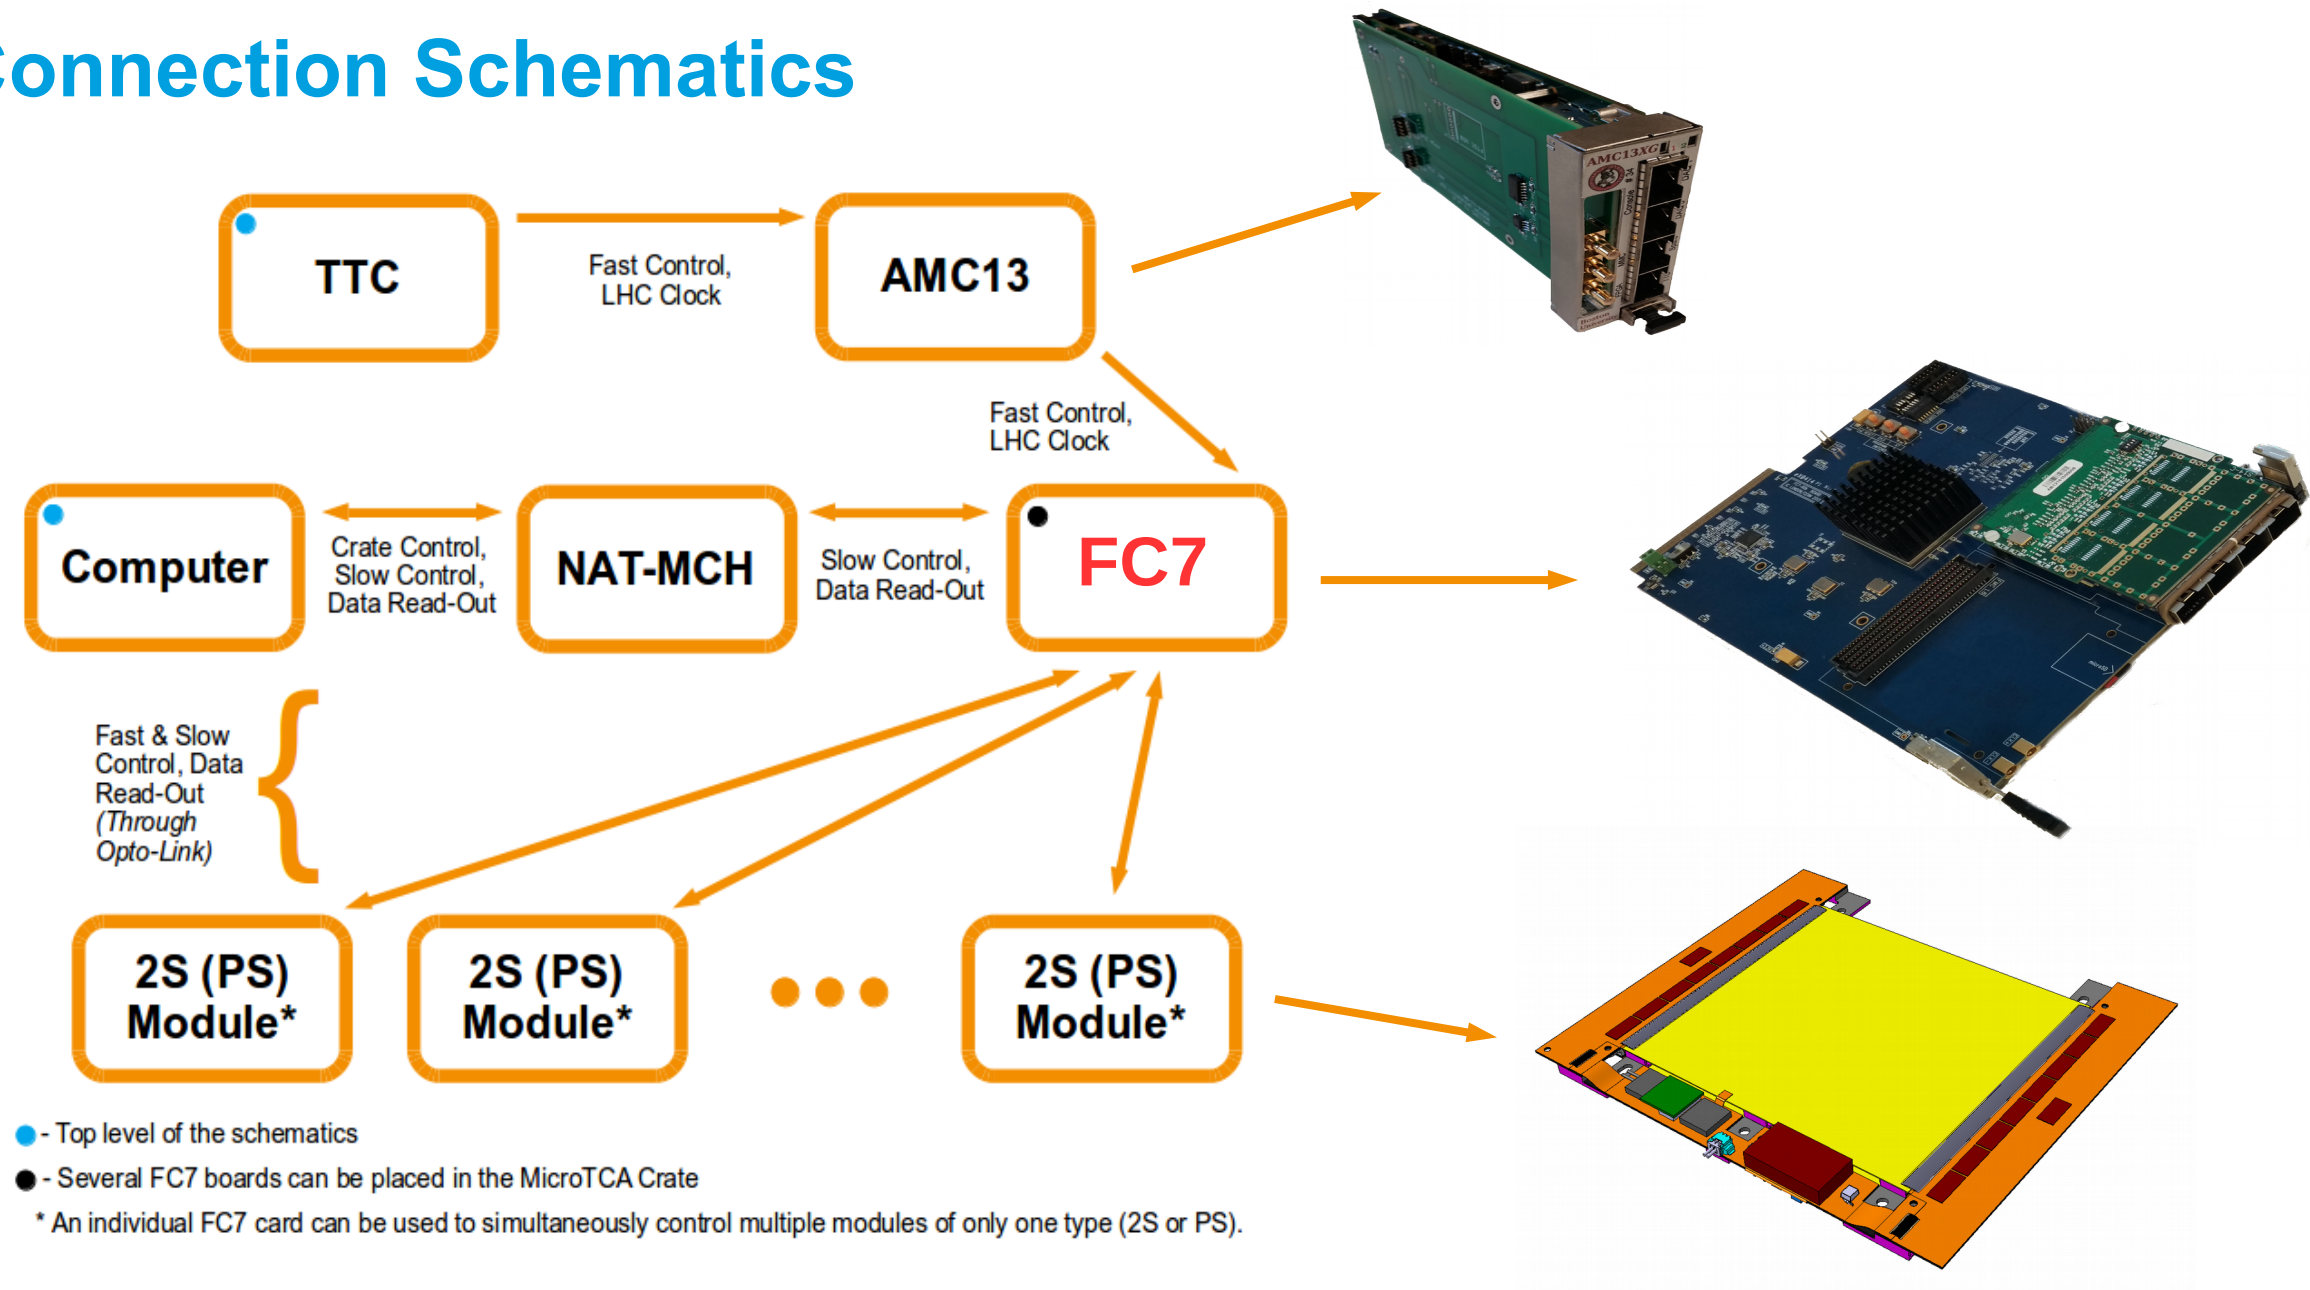 Connection Schematics
TTC
Fast Control,
LHC Clock
AMC13
AMC13XG
Fast Control,
LHC Clock
Computer
Crate Control,
Slow Control,
Data Read-Out
NAT-MCH
Slow Control,
Data Read-Out
FC7
Fast & Slow
Control, Data
Read-Out
(Through
Opto-Link)
2S (PS)
Module*
2S (PS)
Module*
2S (PS)
Module*
- Top level of the schematics
- Several FC7 boards can be placed in the MicroTCA Crate
* An individual FC7 card can be used to simultaneously control multiple modules of only one type (2S or PS).